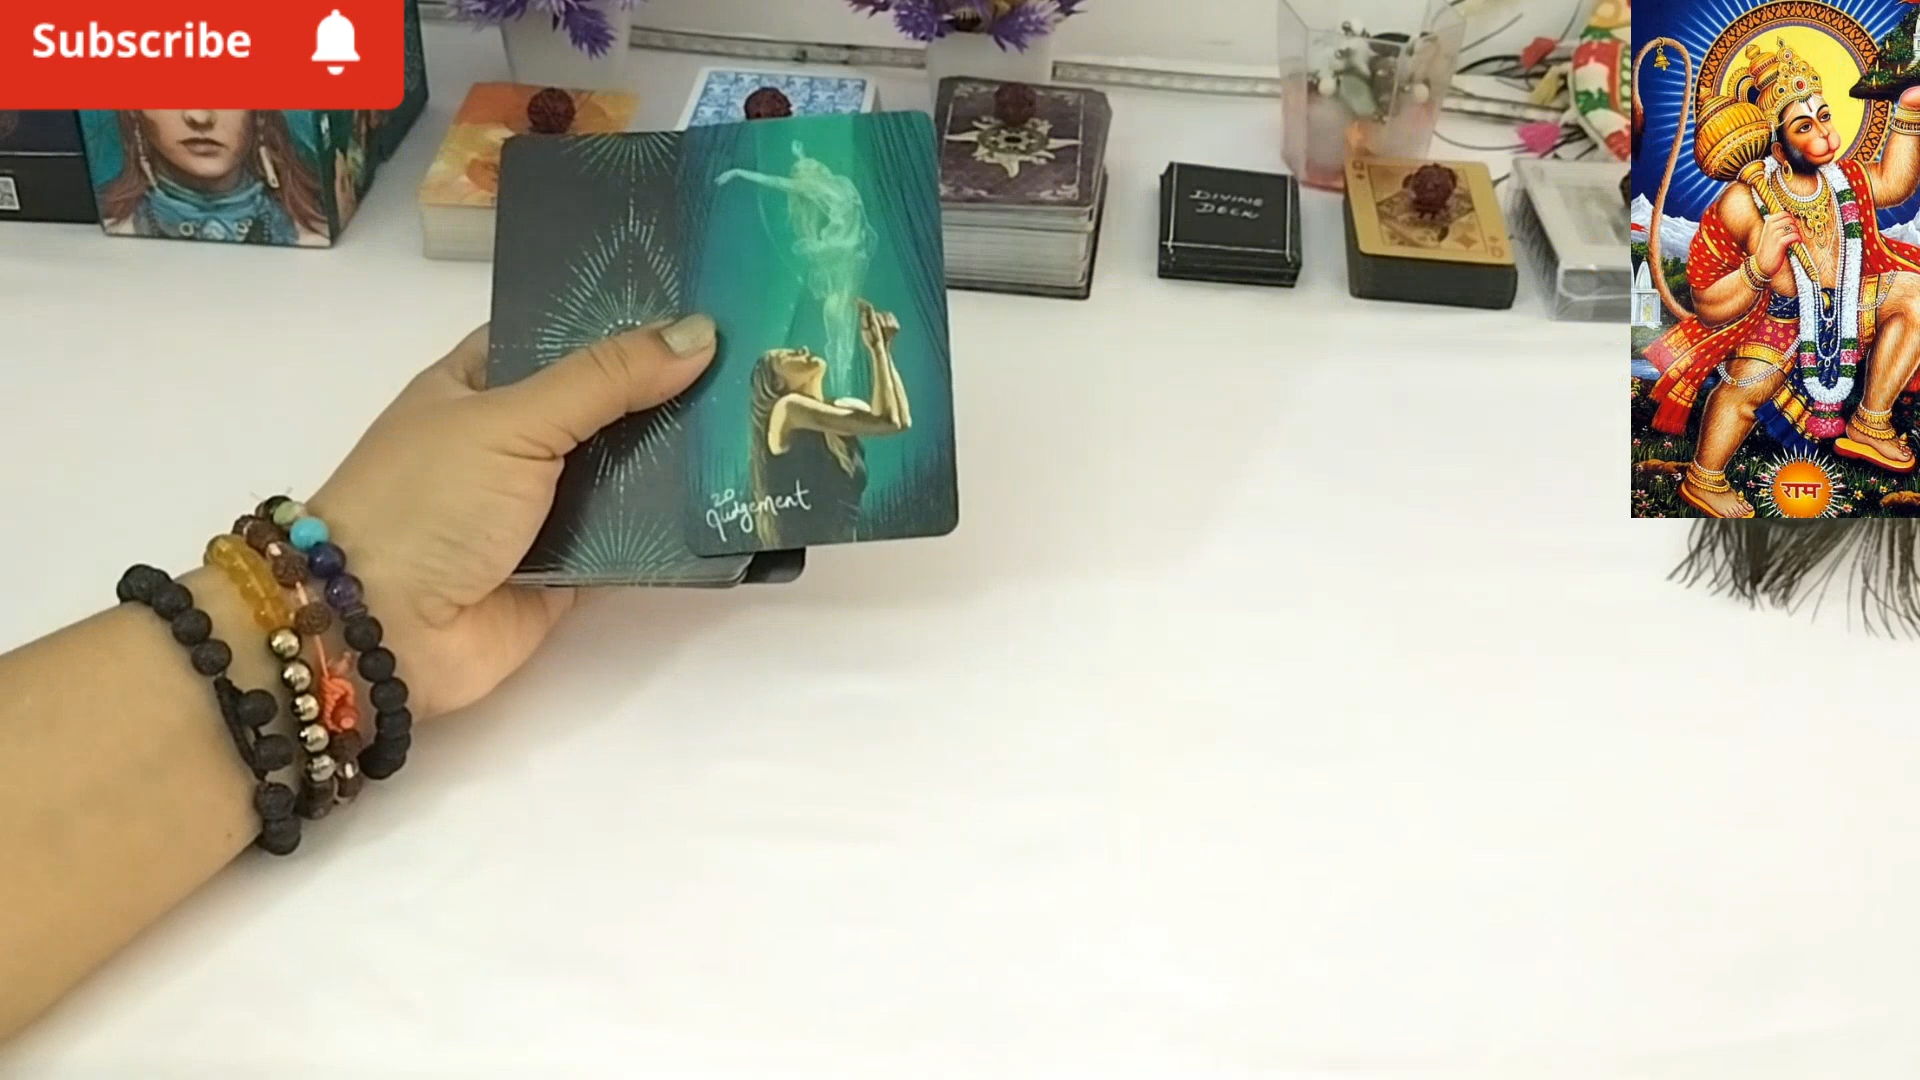 Subscribe
DIVINE
DECK
20
Judgement
राम